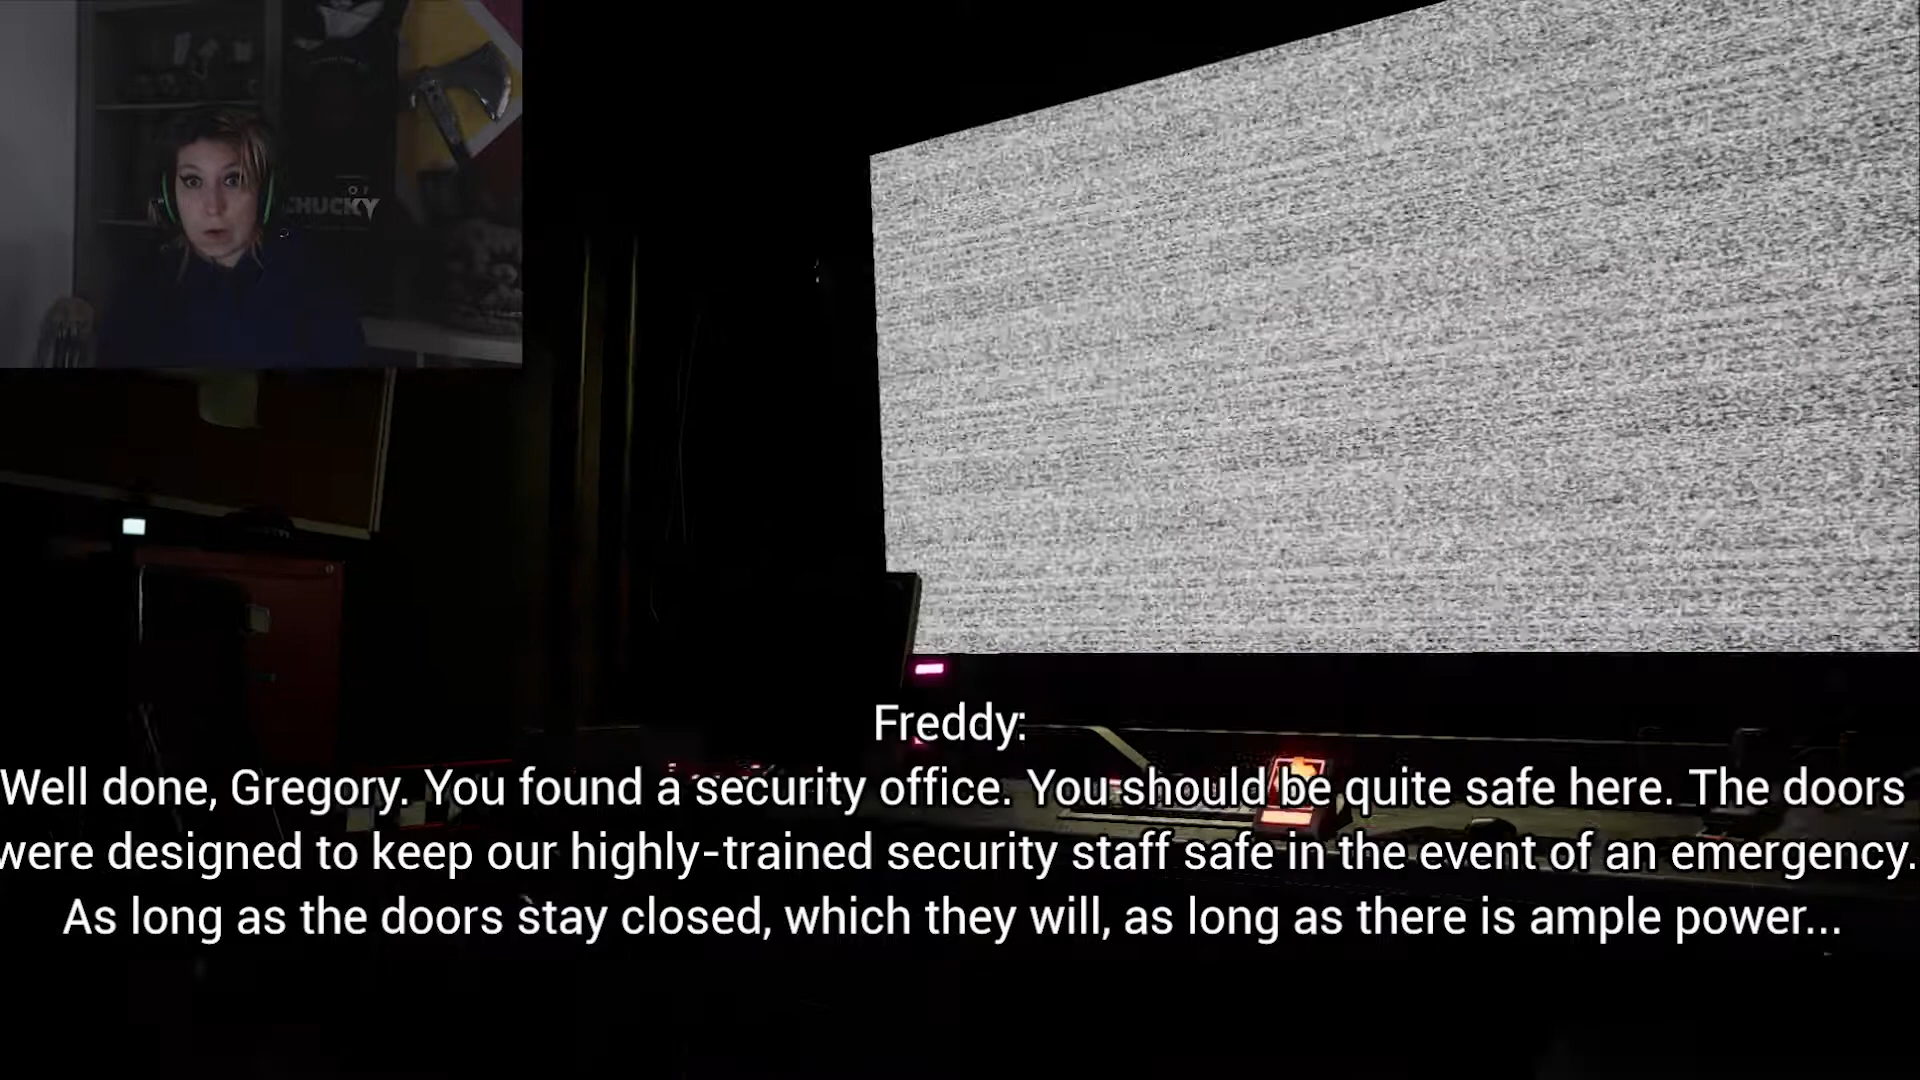 CHUCKY
Freddy:
Well done, Gregory. You found a security office. You should be quite safe here. The doors
were designed to keep our highly-trained security staff safe in the event of an emergency.
As long as the doors stay closed, which they will, as long as there is ample power...